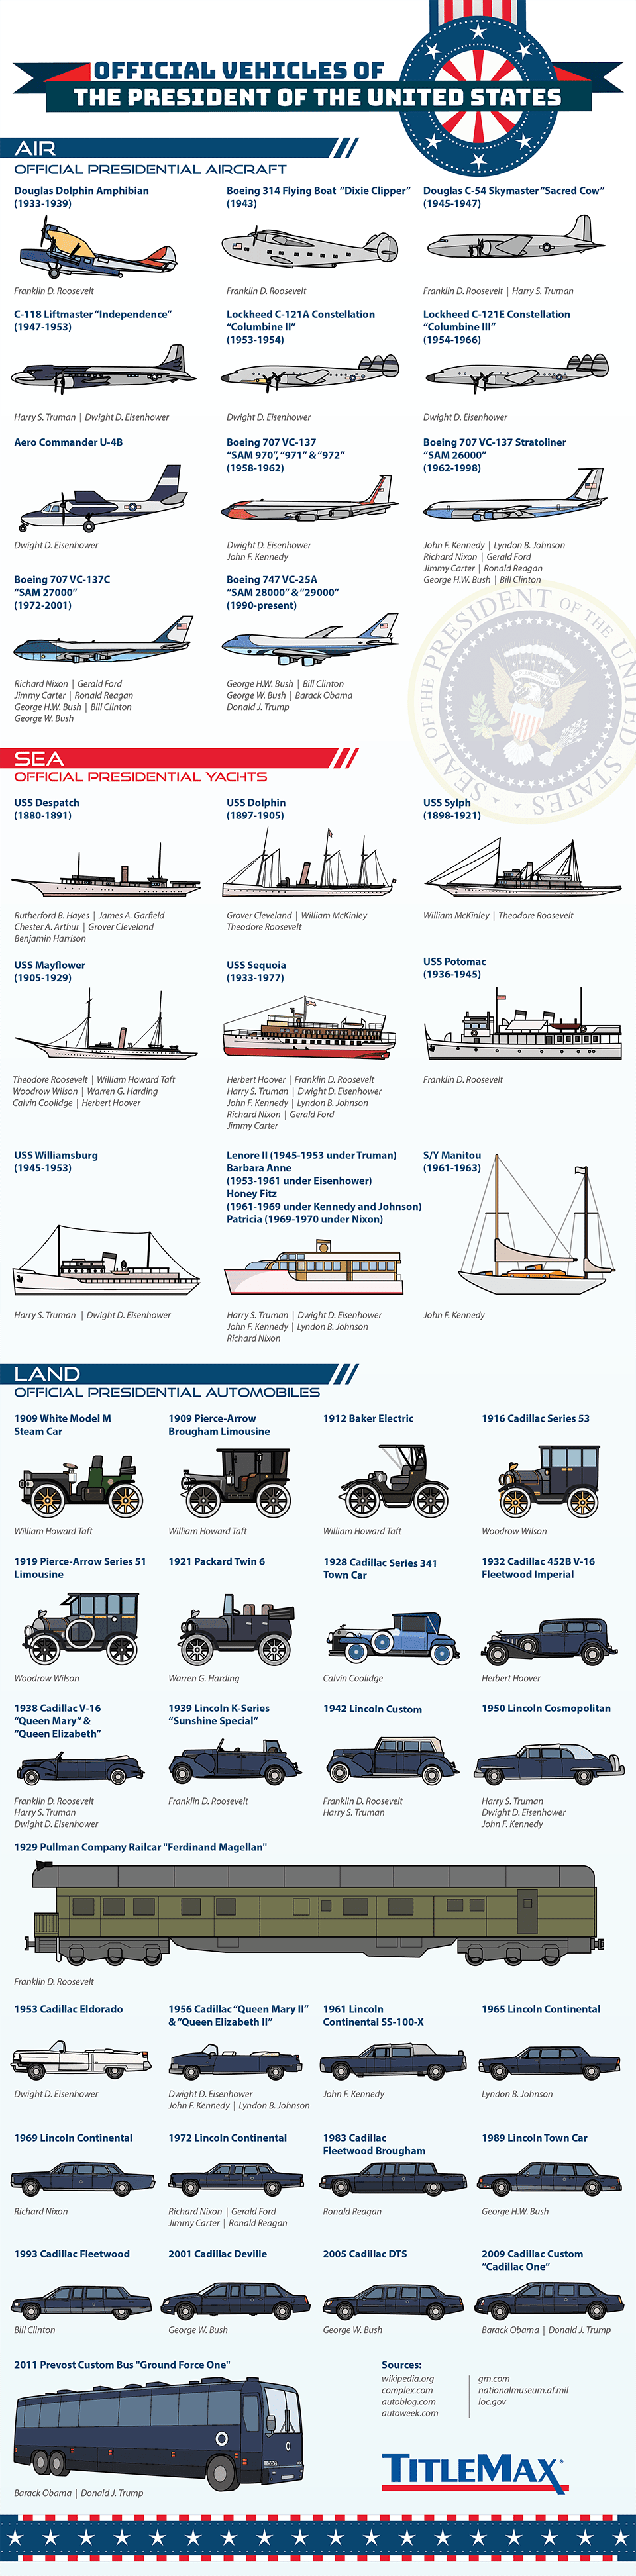 OFFICIAL VEHICLES OF
THE PRESIDENT OF THE UNITED STATES
AIR
OFFICIAL PRESIDENTIAL AIRCRAFT
Douglas Dolphin Amphibian
(1933-1939)
Franklin D. Roosevelt
Boeing 314 Flying Boat “Dixie Clipper”
(1943)
Franklin D. Roosevelt
Douglas C-54 Skymaster “Sacred Cow”
(1945-1947)
Franklin D. Roosevelt | Harry S. Truman
C-118 Liftmaster “Independence”
(1947-1953)
Harry S. Truman | Dwight D. Eisenhower
Lockheed C-121A Constellation
“Columbine II”
(1953-1954)
Dwight D. Eisenhower
Lockheed C-121E Constellation
“Columbine III”
(1954-1966)
Dwight D. Eisenhower
Aero Commander U-4B
Dwight D. Eisenhower
Boeing 707 VC-137
“SAM 970”, “971” & “972”
(1958-1962)
Dwight D. Eisenhower
John F. Kennedy
Boeing 707 VC-137 Stratoliner
“SAM 26000”
(1962-1998)
John F. Kennedy | Lyndon B. Johnson
Richard Nixon | Gerald Ford
Jimmy Carter | Ronald Reagan
George H.W. Bush | Bill Clinton
Boeing 707 VC-137C
“SAM 27000”
(1972-2001)
Richard Nixon | Gerald Ford
Jimmy Carter | Ronald Reagan
George H.W. Bush | Bill Clinton
George W. Bush
Boeing 747 VC-25A
“SAM 28000” & “29000”
(1990-present)
George H.W. Bush | Bill Clinton
George W. Bush | Barack Obama
Donald J. Trump
SEAL OF THE PRESIDENT OF THE UNITED STATES
SEA
OFFICIAL PRESIDENTIAL YACHTS
USS Despatch
(1880-1891)
Rutherford B. Hayes | James A. Garfield
Chester A. Arthur | Grover Cleveland
Benjamin Harrison
USS Dolphin
(1897-1905)
Grover Cleveland | William McKinley
Theodore Roosevelt
USS Sylph
(1898-1921)
William McKinley | Theodore Roosevelt
USS Mayflower
(1905-1929)
Theodore Roosevelt | William Howard Taft
Woodrow Wilson | Warren G. Harding
Calvin Coolidge | Herbert Hoover
USS Sequoia
(1933-1977)
Herbert Hoover | Franklin D. Roosevelt
Harry S. Truman | Dwight D. Eisenhower
John F. Kennedy | Lyndon B. Johnson
Richard Nixon | Gerald Ford
Jimmy Carter
USS Potomac
(1936-1945)
Franklin D. Roosevelt
USS Williamsburg
(1945-1953)
Harry S. Truman | Dwight D. Eisenhower
Lenore II (1945-1953 under Truman)
Barbara Anne
(1953-1961 under Eisenhower)
Honey Fitz
(1961-1969 under Kennedy and Johnson)
Patricia (1969-1970 under Nixon)
Harry S. Truman | Dwight D. Eisenhower
John F. Kennedy | Lyndon B. Johnson
Richard Nixon
S/Y Manitou
(1961-1963)
John F. Kennedy
LAND
OFFICIAL PRESIDENTIAL AUTOMOBILES
1909 White Model M
Steam Car
William Howard Taft
1909 Pierce-Arrow
Brougham Limousine
William Howard Taft
1912 Baker Electric
William Howard Taft
1916 Cadillac Series 53
Woodrow Wilson
1919 Pierce-Arrow Series 51
Limousine
Woodrow Wilson
1921 Packard Twin 6
Warren G. Harding
1928 Cadillac Series 341
Town Car
Calvin Coolidge
1932 Cadillac 452B V-16
Fleetwood Imperial
Herbert Hoover
1938 Cadillac V-16
“Queen Mary” &
“Queen Elizabeth”
Franklin D. Roosevelt
Harry S. Truman
Dwight D. Eisenhower
1939 Lincoln K-Series
“Sunshine Special”
Franklin D. Roosevelt
1942 Lincoln Custom
Franklin D. Roosevelt
Harry S. Truman
1950 Lincoln Cosmopolitan
Harry S. Truman
Dwight D. Eisenhower
John F. Kennedy
1929 Pullman Company Railcar "Ferdinand Magellan"
Franklin D. Roosevelt
1953 Cadillac Eldorado
Dwight D. Eisenhower
1956 Cadillac “Queen Mary II”
& “Queen Elizabeth II”
Dwight D. Eisenhower
John F. Kennedy | Lyndon B. Johnson
1961 Lincoln
Continental SS-100-X
John F. Kennedy
1965 Lincoln Continental
Lyndon B. Johnson
1969 Lincoln Continental
Richard Nixon
1972 Lincoln Continental
Richard Nixon | Gerald Ford
Jimmy Carter | Ronald Reagan
1983 Cadillac
Fleetwood Brougham
Ronald Reagan
1989 Lincoln Town Car
George H.W. Bush
1993 Cadillac Fleetwood
Bill Clinton
2001 Cadillac Deville
George W. Bush
2005 Cadillac DTS
George W. Bush
2009 Cadillac Custom
“Cadillac One”
Barack Obama | Donald J. Trump
2011 Prevost Custom Bus "Ground Force One"
Barack Obama | Donald J. Trump
Sources:
wikipedia.org
complex.com
autoblog.com
autoweek.com
gm.com
nationalmuseum.af.mil
loc.gov
TITLEMAX